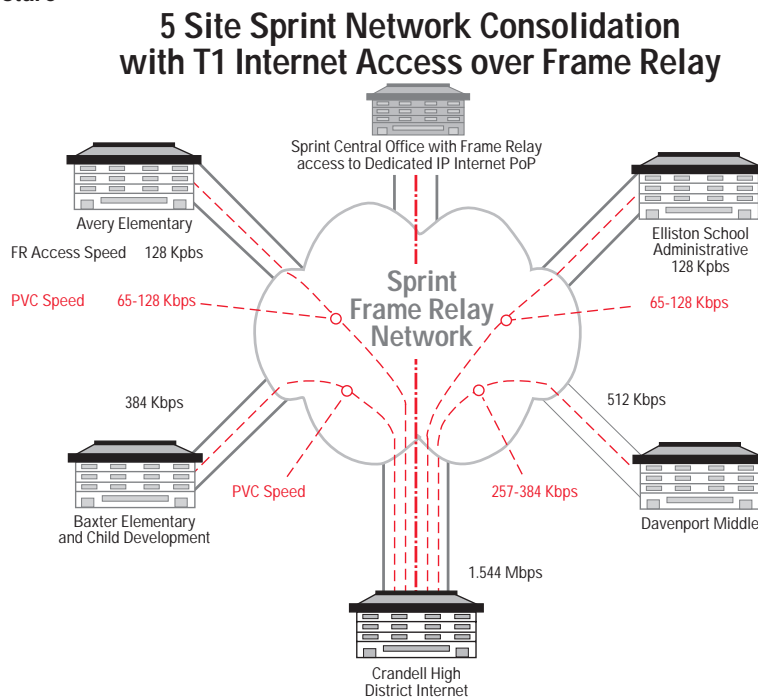 5 Site Sprint Network Consolidation
with T1 Internet Access over Frame Relay
Sprint Central Office with Frame Relay
access to Dedicated IP Internet PoP
Avery Elementary
Elliston School
Administrative
128 Kpbs
FR Access Speed 128 Kpbs
Sprint
Frame Relay
Network
PVC Speed 65-128 Kbps
65-128 Kbps
384 Kbps
512 Kbps
PVC Speed
257-384 Kbps
Baxter Elementary
and Child Development
Davenport Middle
1.544 Mbps
Crandell High
District Internet